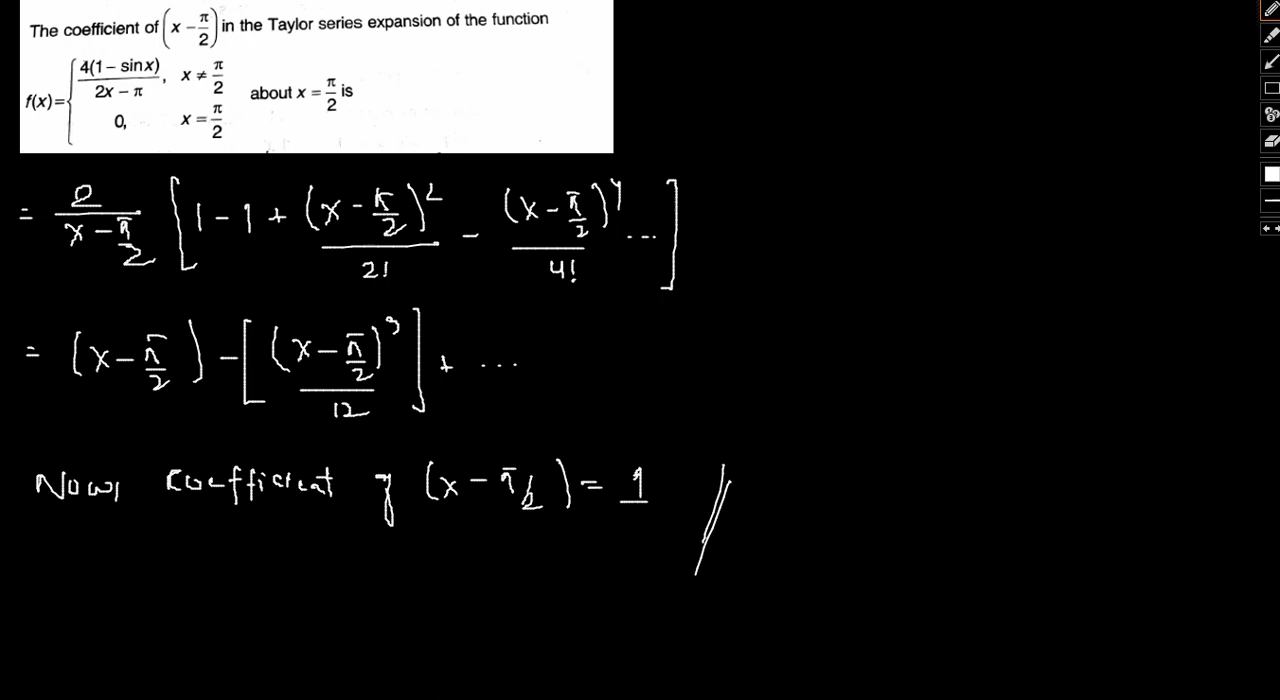 The coefficient of (x − π/2) in the Taylor series expansion of the function
f(x)= { 4(1 − sinx) / 2x − π, x ≠ π/2
0, x = π/2 about x = π/2 is
= 2/(x − π/2) [ 1 − 1 + (x − π/2)²/2! − (x − π/2)⁴/4! ... ]
= (x − π/2) − [ (x − π/2)³/12 ] + ...
Now, coefficient of (x − π/2) = 1